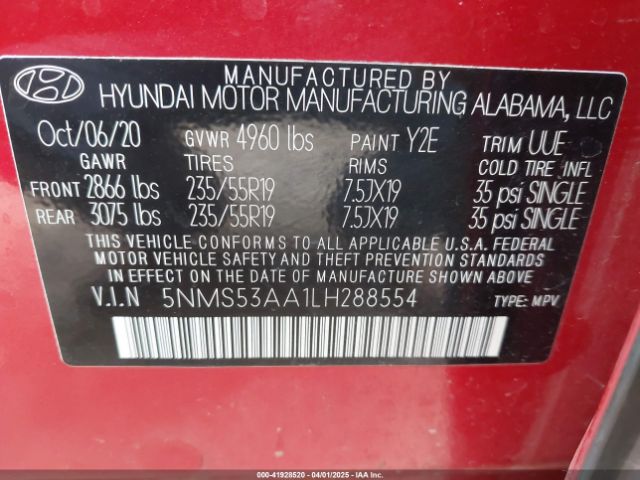 MANUFACTURED BY
HYUNDAI MOTOR MANUFACTURING ALABAMA, LLC
Oct/06/20 GVWR 4960 lbs PAINT Y2E TRIM UUE
GAWR TIRES RIMS COLD TIRE INFL
FRONT 2866 lbs 235/55R19 7.5JX19 35 psi SINGLE
REAR 3075 lbs 235/55R19 7.5JX19 35 psi SINGLE
THIS VEHICLE CONFORMS TO ALL APPLICABLE U.S.A. FEDERAL
MOTOR VEHICLE SAFETY AND THEFT PREVENTION STANDARDS
IN EFFECT ON THE DATE OF MANUFACTURE SHOWN ABOVE.
V.I.N 5NMS53AA1LH288554 TYPE: MPV
000-41928520 04/01/2025 Copart, Inc.